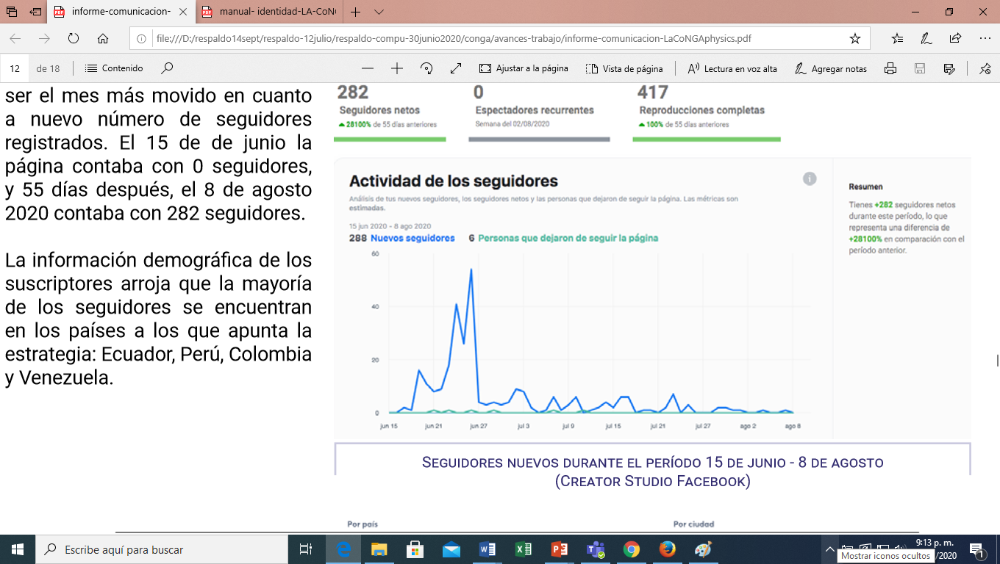 informe-comunicacion-
manual- identidad-LA-CoN
file:///D:/respaldo14sept/respaldo-12julio/respaldo-compu-30junio2020/conga/avances-trabajo/informe-comunicacion-LaCoNGAphysics.pdf
12 de 18
Contenido
Ajustar a la página
Vista de página
Lectura en voz alta
Agregar notas
ser el mes más movido en cuanto
a nuevo número de seguidores
registrados. El 15 de de junio la
página contaba con 0 seguidores,
y 55 días después, el 8 de agosto
2020 contaba con 282 seguidores.
La información demográfica de los
suscriptores arroja que la mayoría
de los seguidores se encuentran
en los países a los que apunta la
estrategia: Ecuador, Perú, Colombia
y Venezuela.
282
Seguidores netos
28100% de 55 días anteriores
0
Espectadores recurrentes
Semana del 02/08/2020
417
Reproducciones completas
100% de 55 días anteriores
Actividad de los seguidores
Análisis de tus nuevos seguidores, los seguidores netos y las personas que dejaron de seguir la página. Las métricas son
estimadas.
15 jun 2020 - 8 ago 2020
288 Nuevos seguidores 6 Personas que dejaron de seguir la página
60
40
20
0
jun 15 jun 21 jun 27 jul 3 jul 9 jul 15 jul 21 jul 27 ago 2 ago 8
Resumen
Tienes +282 seguidores netos
durante este período, lo que
representa una diferencia de
+28100% en comparación con el
período anterior.
Seguidores nuevos durante el período 15 de junio - 8 de agosto
(Creator Studio Facebook)
Por país
Por ciudad
Escribe aquí para buscar
9:13 p. m.
/2020
Mostrar iconos ocultos
1